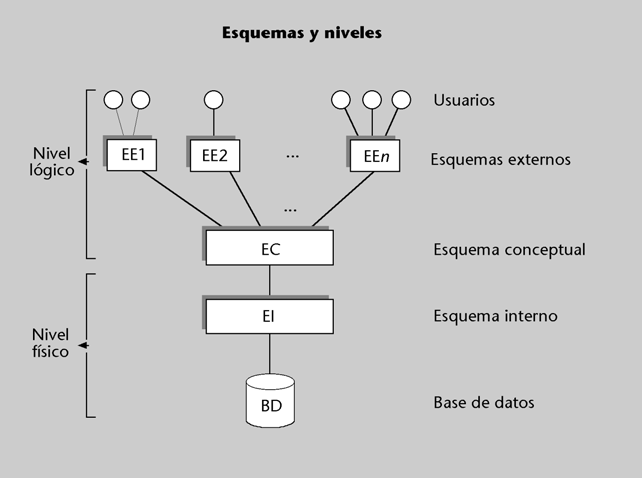 Esquemas y niveles
Usuarios
Nivel
lógico
EE1
EE2
...
EEn
Esquemas externos
...
EC
Esquema conceptual
Nivel
físico
EI
Esquema interno
BD
Base de datos